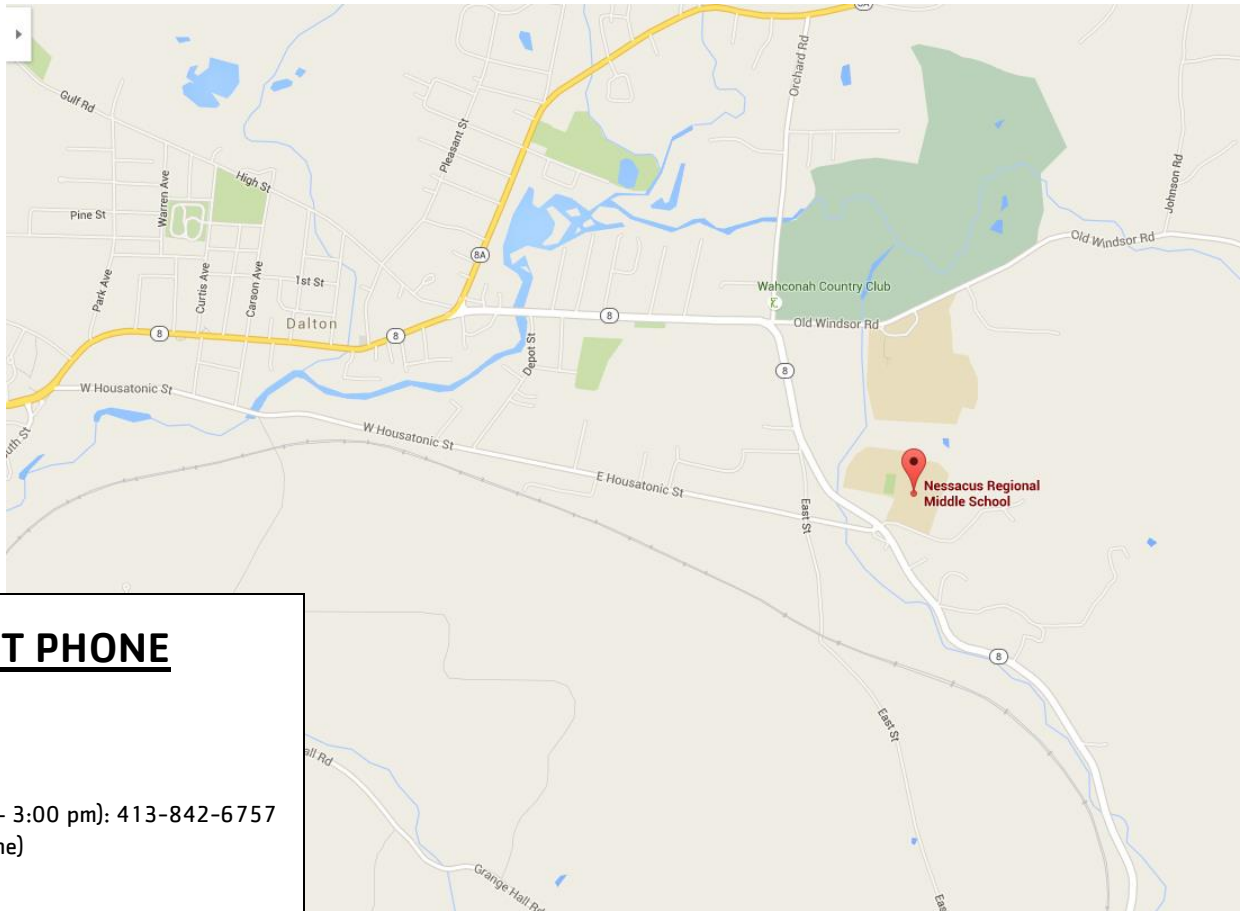 8A
Orchard Rd
Gulf Rd
Pleasant St
High St
Warren Ave
Johnson Rd
Pine St
Old Windsor Rd
8A
Park Ave
Curtis Ave
Carson Ave
1st St
Wahconah Country Club
Dalton
8
8
8
Old Windsor Rd
Depot St
8
W Housatonic St
W Housatonic St
E Housatonic St
Nessacus Regional
Middle School
East St
T PHONE
8
East St
all Rd
- 3:00 pm): 413-842-6757
ne)
Grange Hall Rd